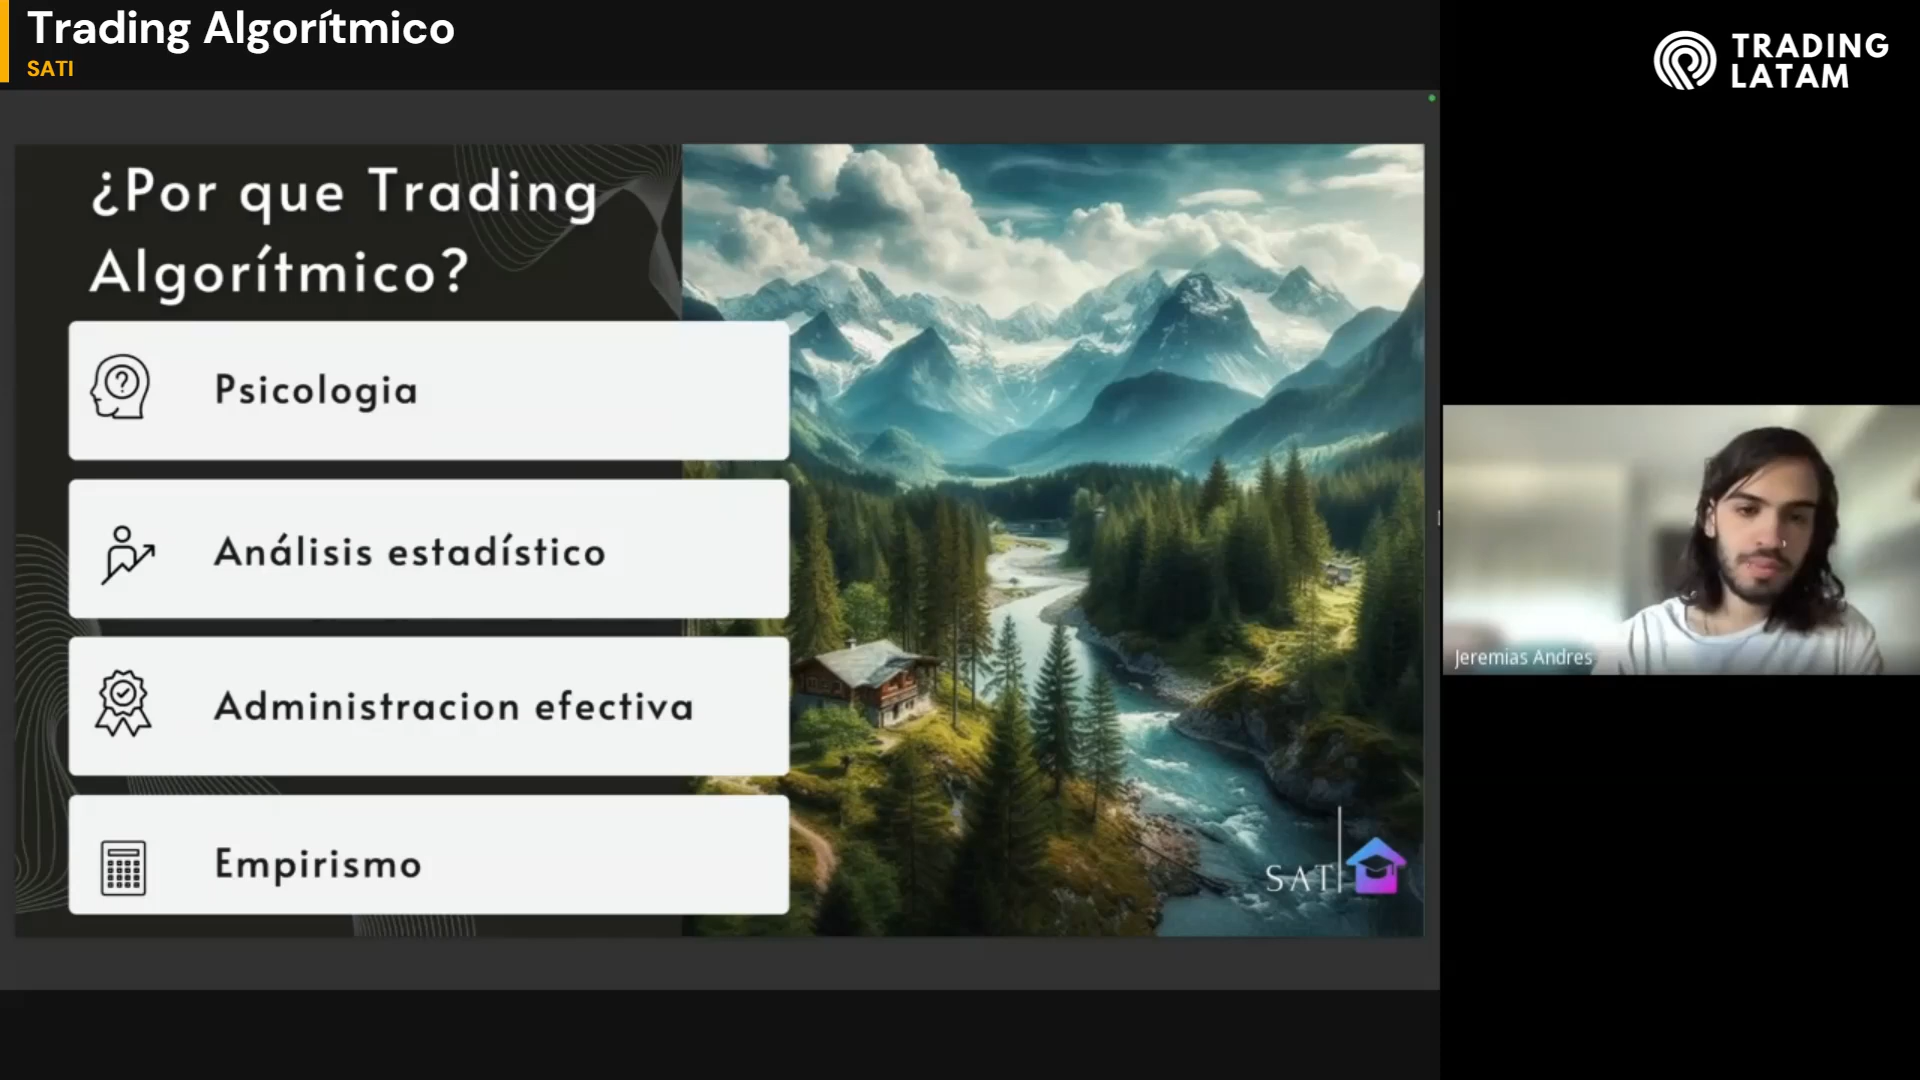 Trading Algorítmico
SATI
TRADING
LATAM
¿Por que Trading
Algorítmico?
Psicologia
Análisis estadístico
Administracion efectiva
Empirismo
SATI
Jeremias Andres